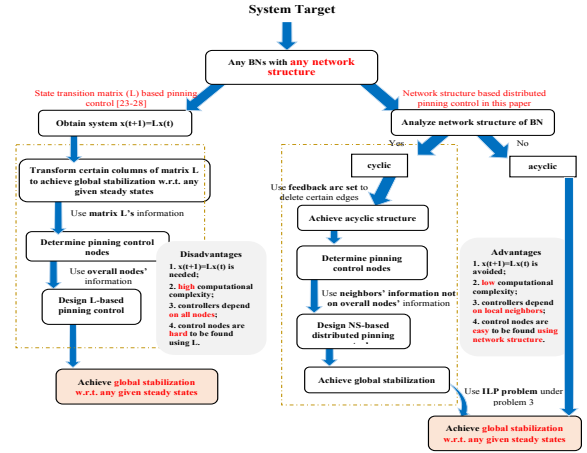 System Target
Any BNs with any network
structure
State transition matrix (L) based pinning
control [23-28]
Network structure based distributed
pinning control in this paper
Obtain system x(t+1)=Lx(t)
Analyze network structure of BN
Yes
No
Transform certain columns of matrix L
to achieve global stabilization w.r.t. any
given steady states
Use matrix L's information
Determine pinning control
nodes
Use overall nodes'
information
Design L-based
pinning control
Disadvantages
1. x(t+1)=Lx(t) is
needed;
2. high computational
complexity;
3. controllers depend
on all nodes;
4. control nodes are
hard to be found
using L.
Achieve global stabilization
w.r.t. any given steady states
cyclic
acyclic
Use feedback arc set to
delete certain edges
Achieve acyclic structure
Determine pinning
control nodes
Use neighbors' information not
on overall nodes' information
Design NS-based
distributed pinning
Achieve global stabilization
Advantages
1. x(t+1)=Lx(t) is
avoided;
2. low computational
complexity;
3. controllers depend
on local neighbors;
4. control nodes are
easy to be found using
network structure.
Use ILP problem under
problem 3
Achieve global stabilization
w.r.t. any given steady states